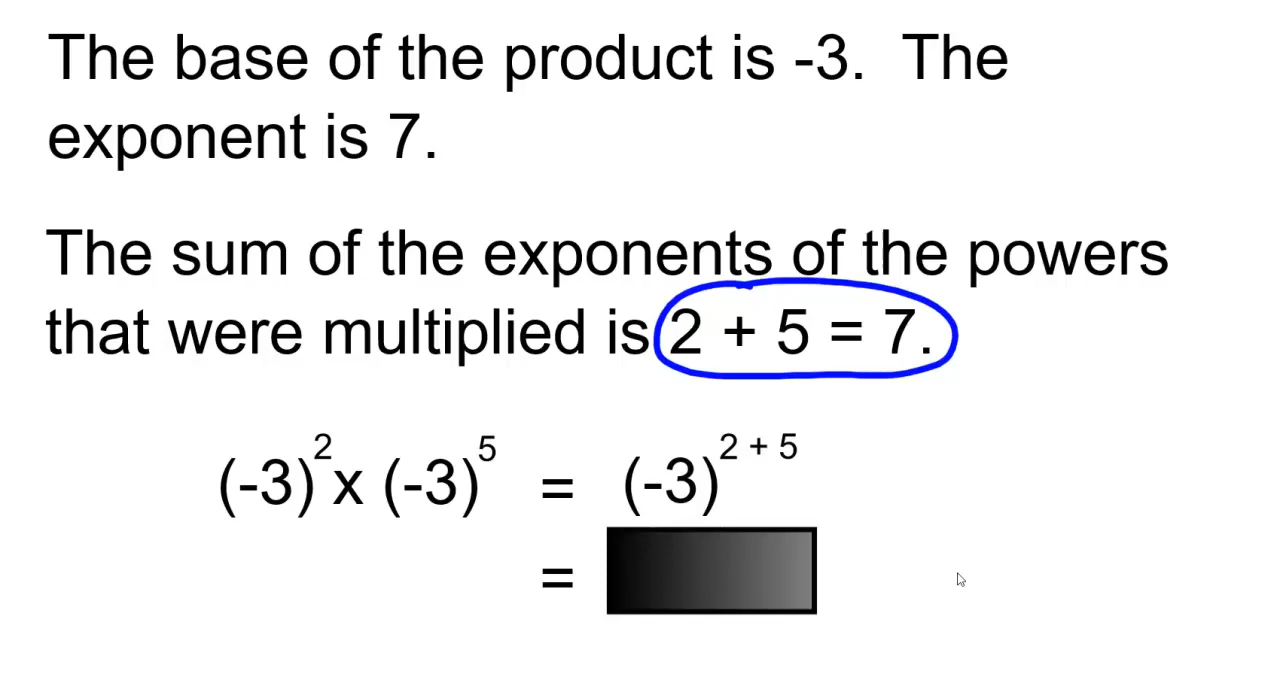 The base of the product is -3. The
exponent is 7.
The sum of the exponents of the powers
that were multiplied is 2 + 5 = 7.
(-3)² x (-3)⁵ = (-3)²⁺⁵
=